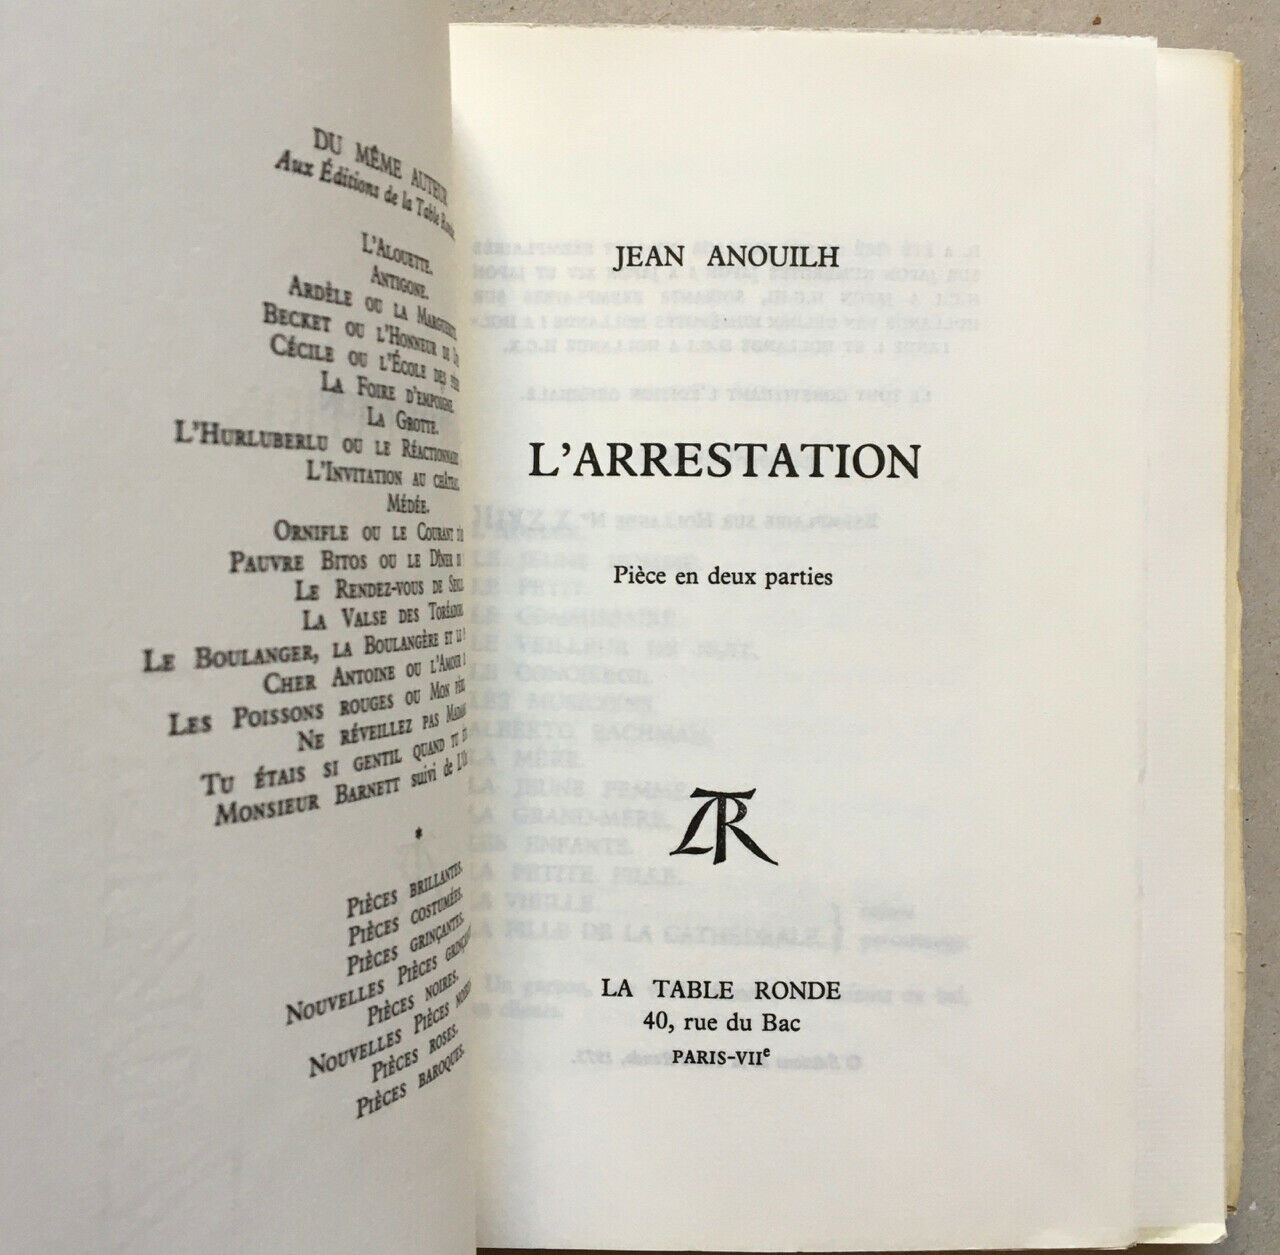 DU MÊME AUTEUR
Aux Éditions de la Table
L'ALOUETTE.
ANTIGONE.
ARDÈLE OU LA
BECKET OU L'HONNEUR DE
CÉCILE OU L'ÉCOLE DES
LA FOIRE D'EMPOIGNE.
LA GROTTE.
L'HURLUBERLU OU LE
L'INVITATION AU
MÉDÉE.
ORNIFLE OU LE COURANT
PAUVRE BITOS OU LE DÎNER
LE RENDEZ-VOUS DE
LA VALSE DES
LE BOULANGER, LA BOULANGÈRE ET
CHER ANTOINE OU L'AMOUR
LES POISSONS ROUGES OU MON
NE RÉVEILLEZ PAS
TU ÉTAIS SI GENTIL QUAND TU
MONSIEUR BARNETT suivi de
*
PIÈCES BRILLANTES.
PIÈCES COSTUMÉES.
PIÈCES GRINÇANTES.
NOUVELLES PIÈCES
PIÈCES NOIRES.
NOUVELLES PIÈCES
PIÈCES ROSES.
PIÈCES BAROQUES.
JEAN ANOUILH
L'ARRESTATION
Pièce en deux parties
LTR
LA TABLE RONDE
40, rue du Bac
PARIS-VIIe